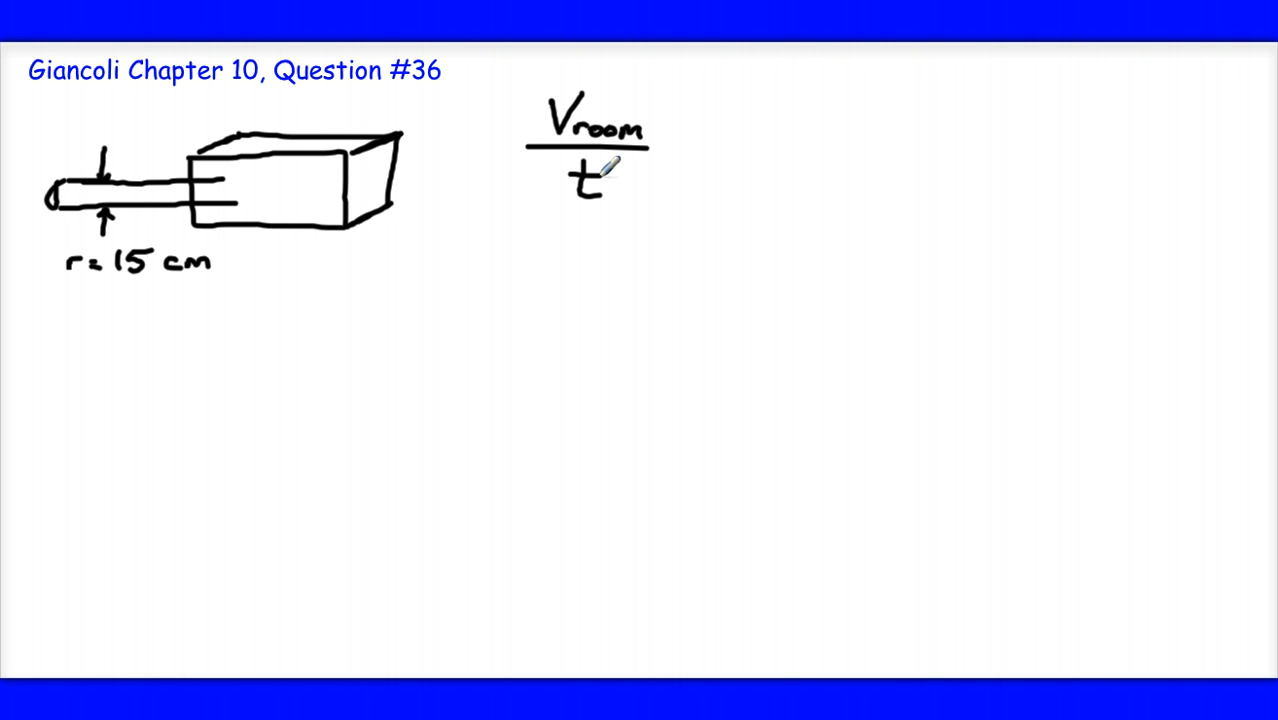 Giancoli Chapter 10, Question #36
Vroom
t
r = 15 cm